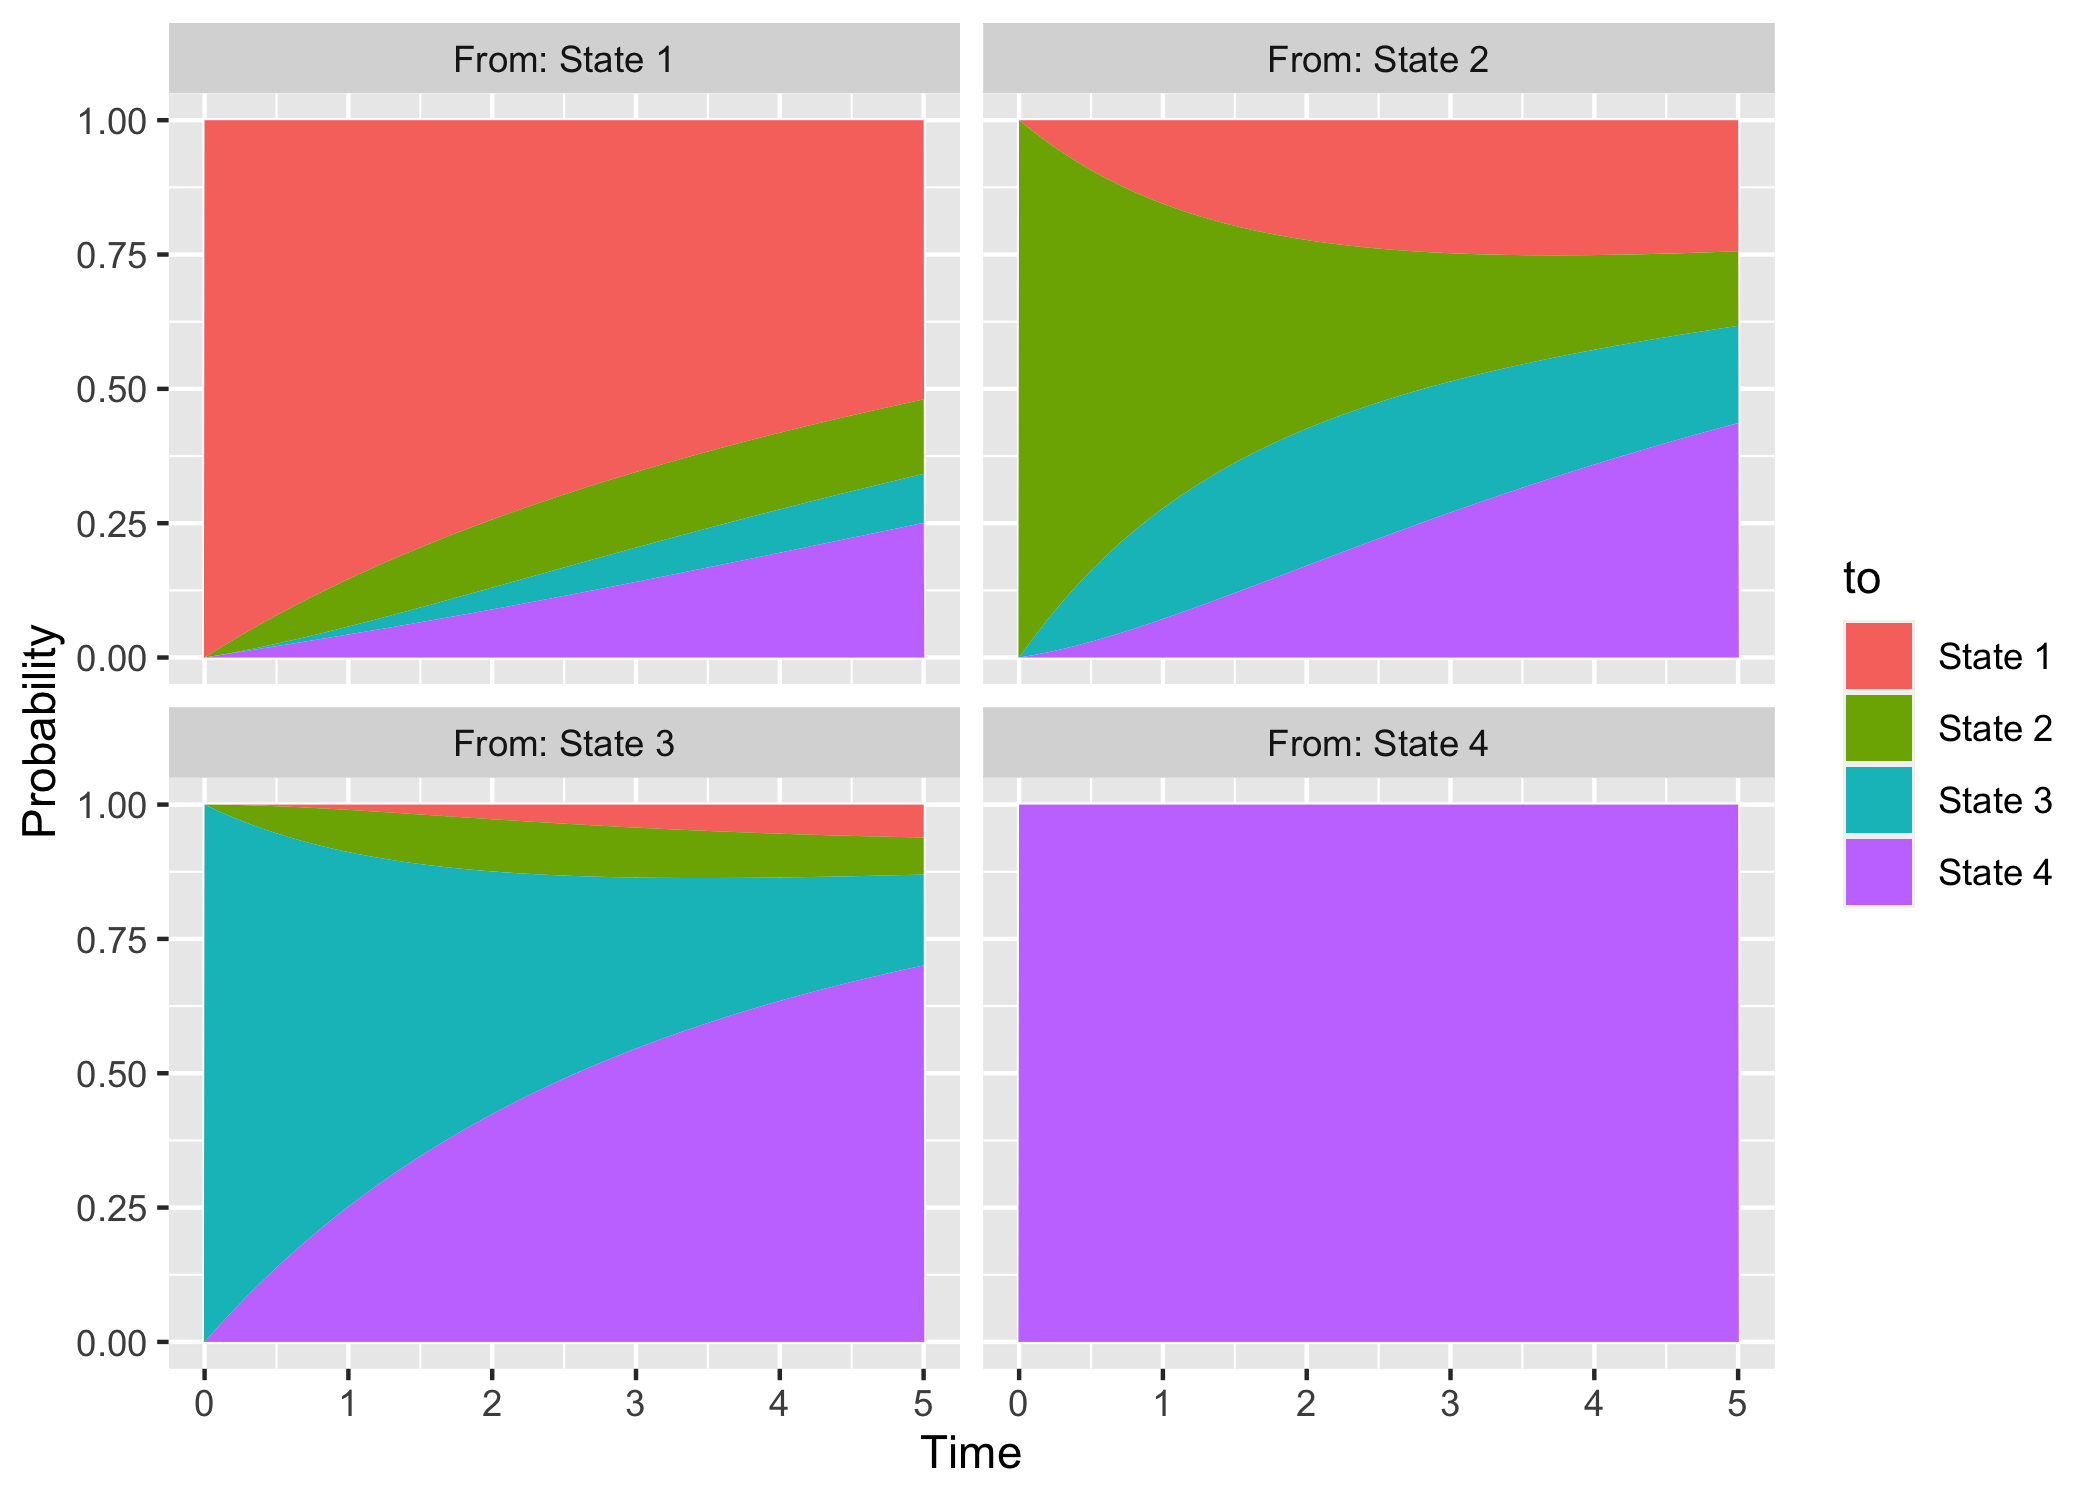 From: State 1
From: State 2
1.00
0.75
0.50
0.25
0.00
From: State 3
From: State 4
1.00
0.75
0.50
0.25
0.00
0 1 2 3 4 5
0 1 2 3 4 5
Time
Probability
to
State 1
State 2
State 3
State 4